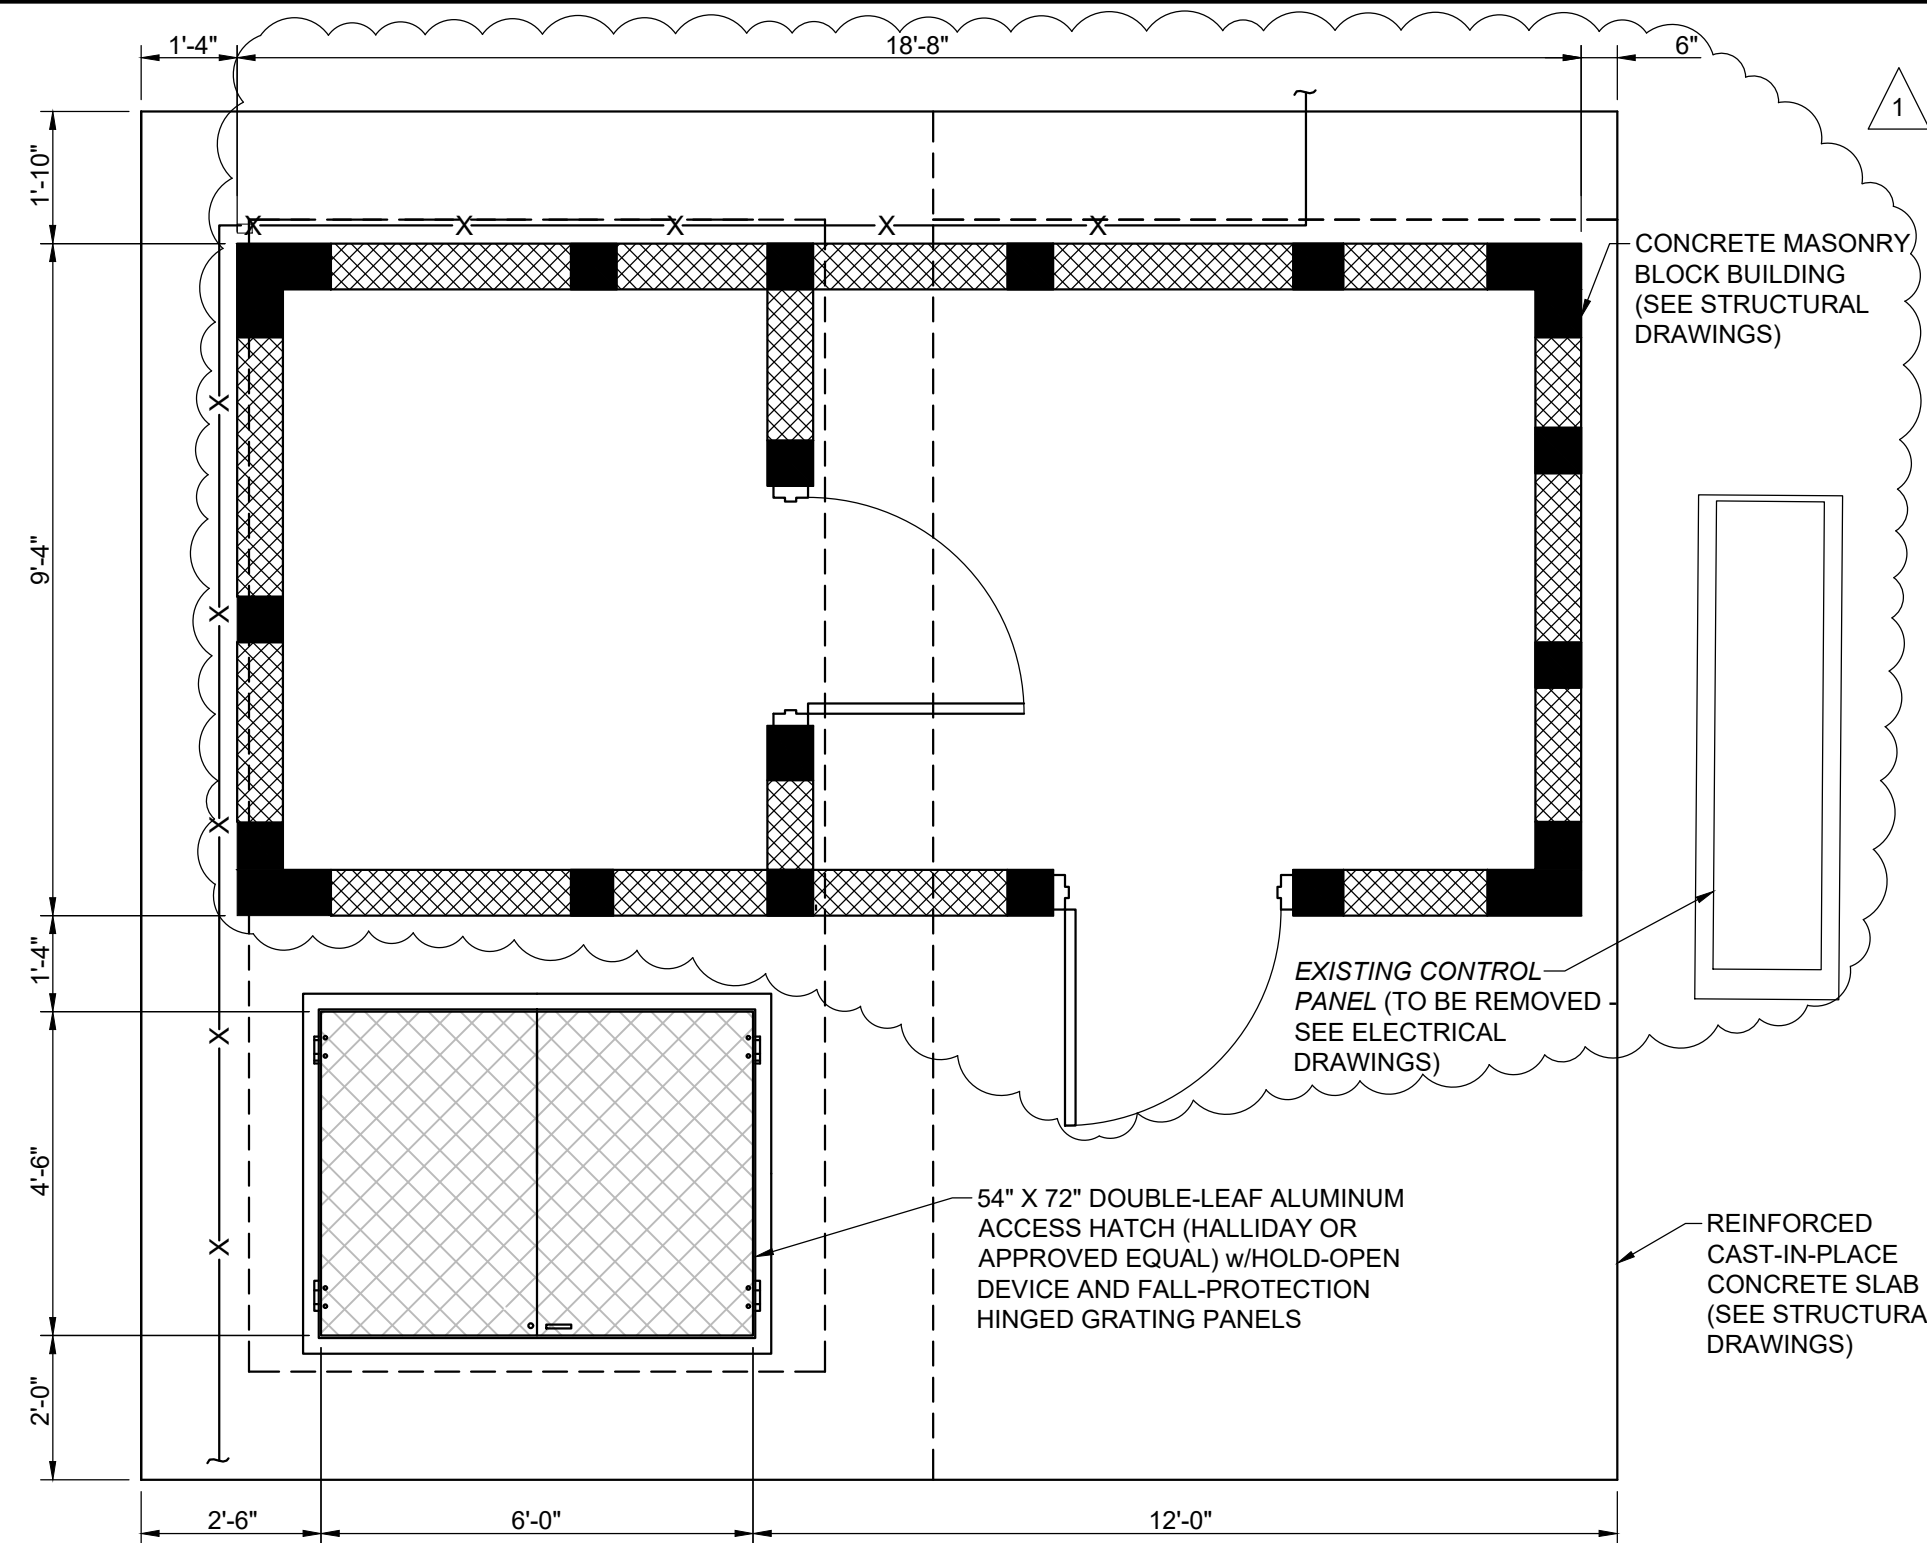 1'-4"
18'-8"
6"
1
1'-10"
X X X X X
CONCRETE MASONRY
BLOCK BUILDING
(SEE STRUCTURAL
DRAWINGS)
X
9'-4"
X
X
1'-4"
EXISTING CONTROL
PANEL (TO BE REMOVED -
SEE ELECTRICAL
DRAWINGS)
X
4'-6"
54" X 72" DOUBLE-LEAF ALUMINUM
ACCESS HATCH (HALLIDAY OR
APPROVED EQUAL) w/HOLD-OPEN
DEVICE AND FALL-PROTECTION
HINGED GRATING PANELS
X
REINFORCED
CAST-IN-PLACE
CONCRETE SLAB
(SEE STRUCTURA
DRAWINGS)
2'-0"
2'-6"
6'-0"
12'-0"